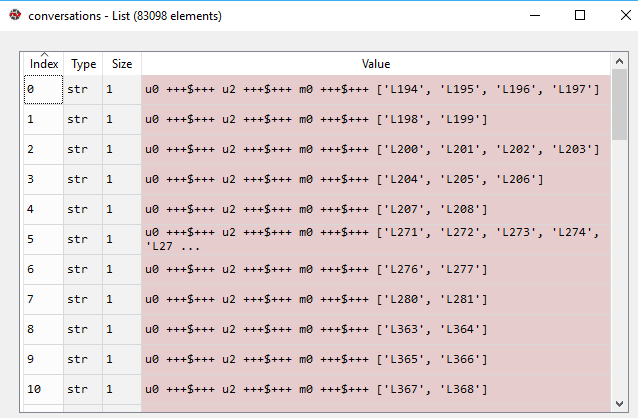 conversations - List (83098 elements)
Index Type Size Value
0 str 1 u0 +++$+++ u2 +++$+++ m0 +++$+++ ['L194', 'L195', 'L196', 'L197']
1 str 1 u0 +++$+++ u2 +++$+++ m0 +++$+++ ['L198', 'L199']
2 str 1 u0 +++$+++ u2 +++$+++ m0 +++$+++ ['L200', 'L201', 'L202', 'L203']
3 str 1 u0 +++$+++ u2 +++$+++ m0 +++$+++ ['L204', 'L205', 'L206']
4 str 1 u0 +++$+++ u2 +++$+++ m0 +++$+++ ['L207', 'L208']
5 str 1 u0 +++$+++ u2 +++$+++ m0 +++$+++ ['L271', 'L272', 'L273', 'L274',
'L27 ...
6 str 1 u0 +++$+++ u2 +++$+++ m0 +++$+++ ['L276', 'L277']
7 str 1 u0 +++$+++ u2 +++$+++ m0 +++$+++ ['L280', 'L281']
8 str 1 u0 +++$+++ u2 +++$+++ m0 +++$+++ ['L363', 'L364']
9 str 1 u0 +++$+++ u2 +++$+++ m0 +++$+++ ['L365', 'L366']
10 str 1 u0 +++$+++ u2 +++$+++ m0 +++$+++ ['L367', 'L368']